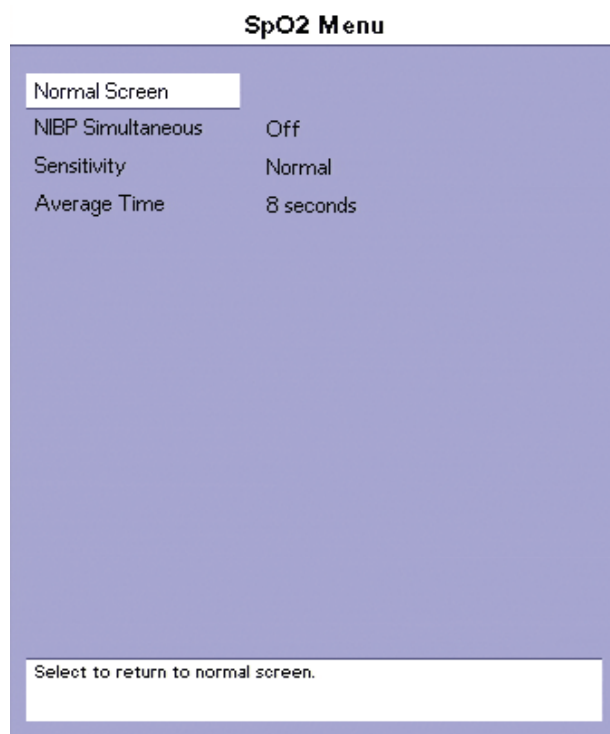 SpO2 Menu
Normal Screen
NIBP Simultaneous Off
Sensitivity Normal
Average Time 8 seconds
Select to return to normal screen.